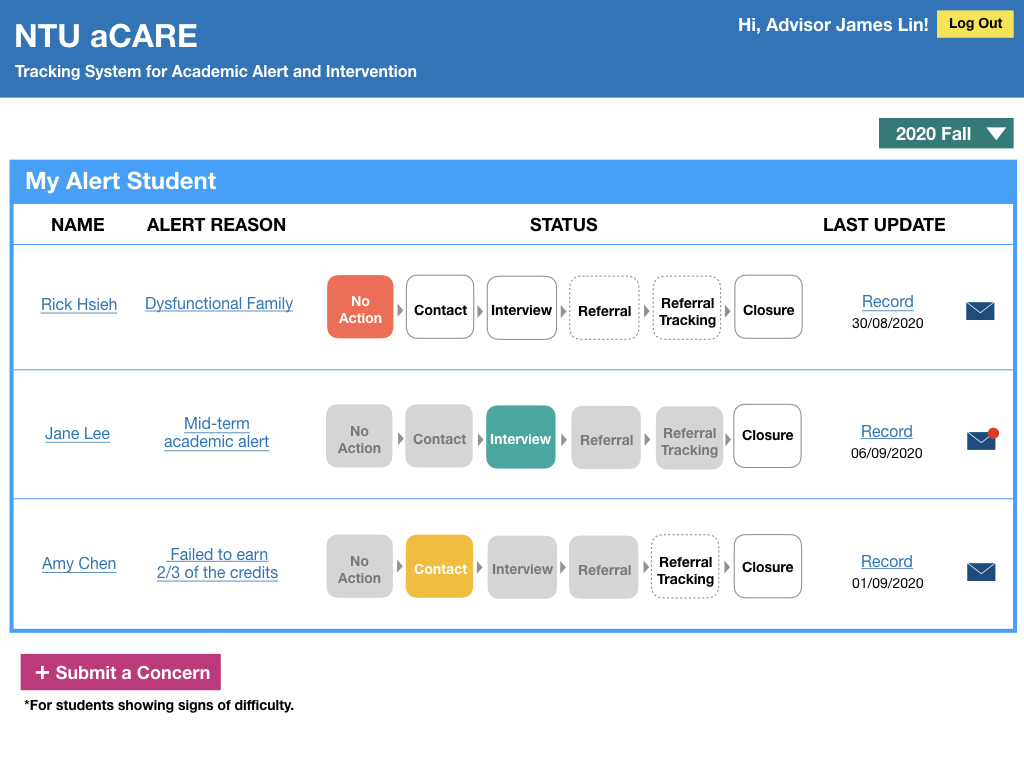 NTU aCARE
Hi, Advisor James Lin!
Log Out
Tracking System for Academic Alert and Intervention
2020 Fall
My Alert Student
NAME ALERT REASON STATUS LAST UPDATE
Rick Hsieh
Dysfunctional Family
No
Action
Contact
Interview
Referral
Referral
Tracking
Closure
Record
30/08/2020
Jane Lee
Mid-term
academic alert
No
Action
Contact
Interview
Referral
Referral
Tracking
Closure
Record
06/09/2020
Amy Chen
Failed to earn
2/3 of the credits
No
Action
Contact
Interview
Referral
Referral
Tracking
Closure
Record
01/09/2020
+ Submit a Concern
*For students showing signs of difficulty.